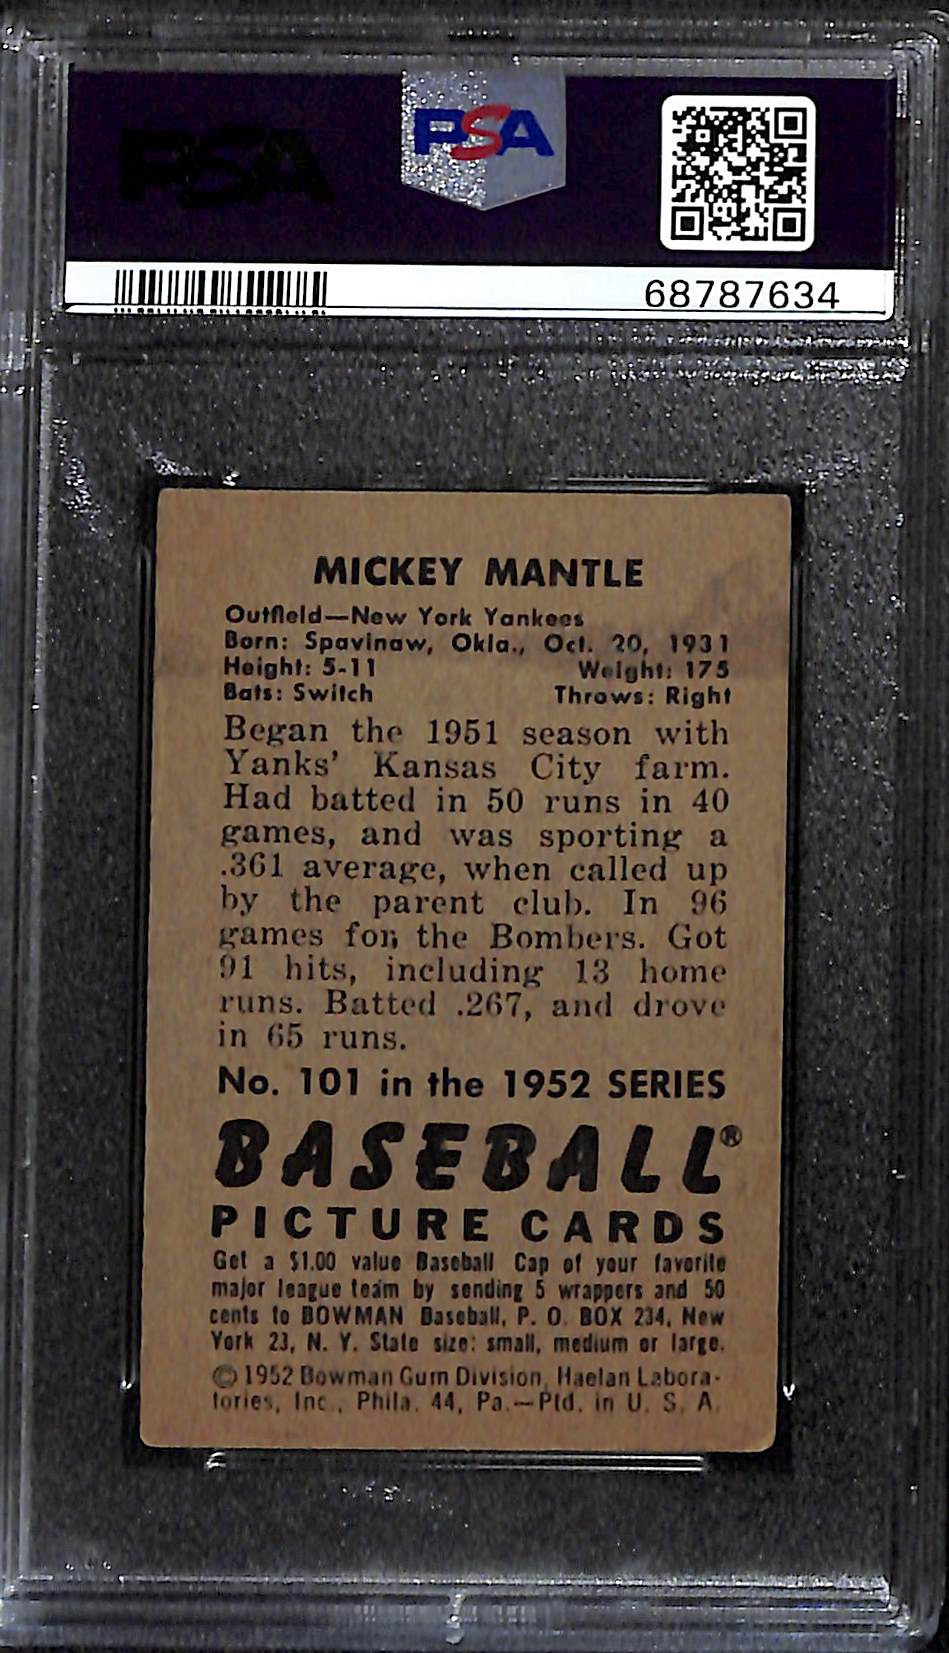 PSA
PSA
68787634
MICKEY MANTLE
Outfield—New York Yankees
Born: Spavinaw, Okla., Oct. 20, 1931
Height: 5-11 Weight: 175
Bats: Switch Throws: Right
Began the 1951 season with
Yanks' Kansas City farm.
Had batted in 50 runs in 40
games, and was sporting a
.361 average, when called up
by the parent club. In 96
games for the Bombers. Got
91 hits, including 13 home
runs. Batted .267, and drove
in 65 runs.
No. 101 in the 1952 SERIES
BASEBALL®
PICTURE CARDS
Get a $1.00 value Baseball Cap of your favorite
major league team by sending 5 wrappers and 50
cents to BOWMAN Baseball, P. O. BOX 234, New
York 23, N. Y. State size: small, medium or large.
© 1952 Bowman Gum Division, Haelan Labora-
tories, Inc., Phila. 44, Pa.—Ptd. in U. S. A.